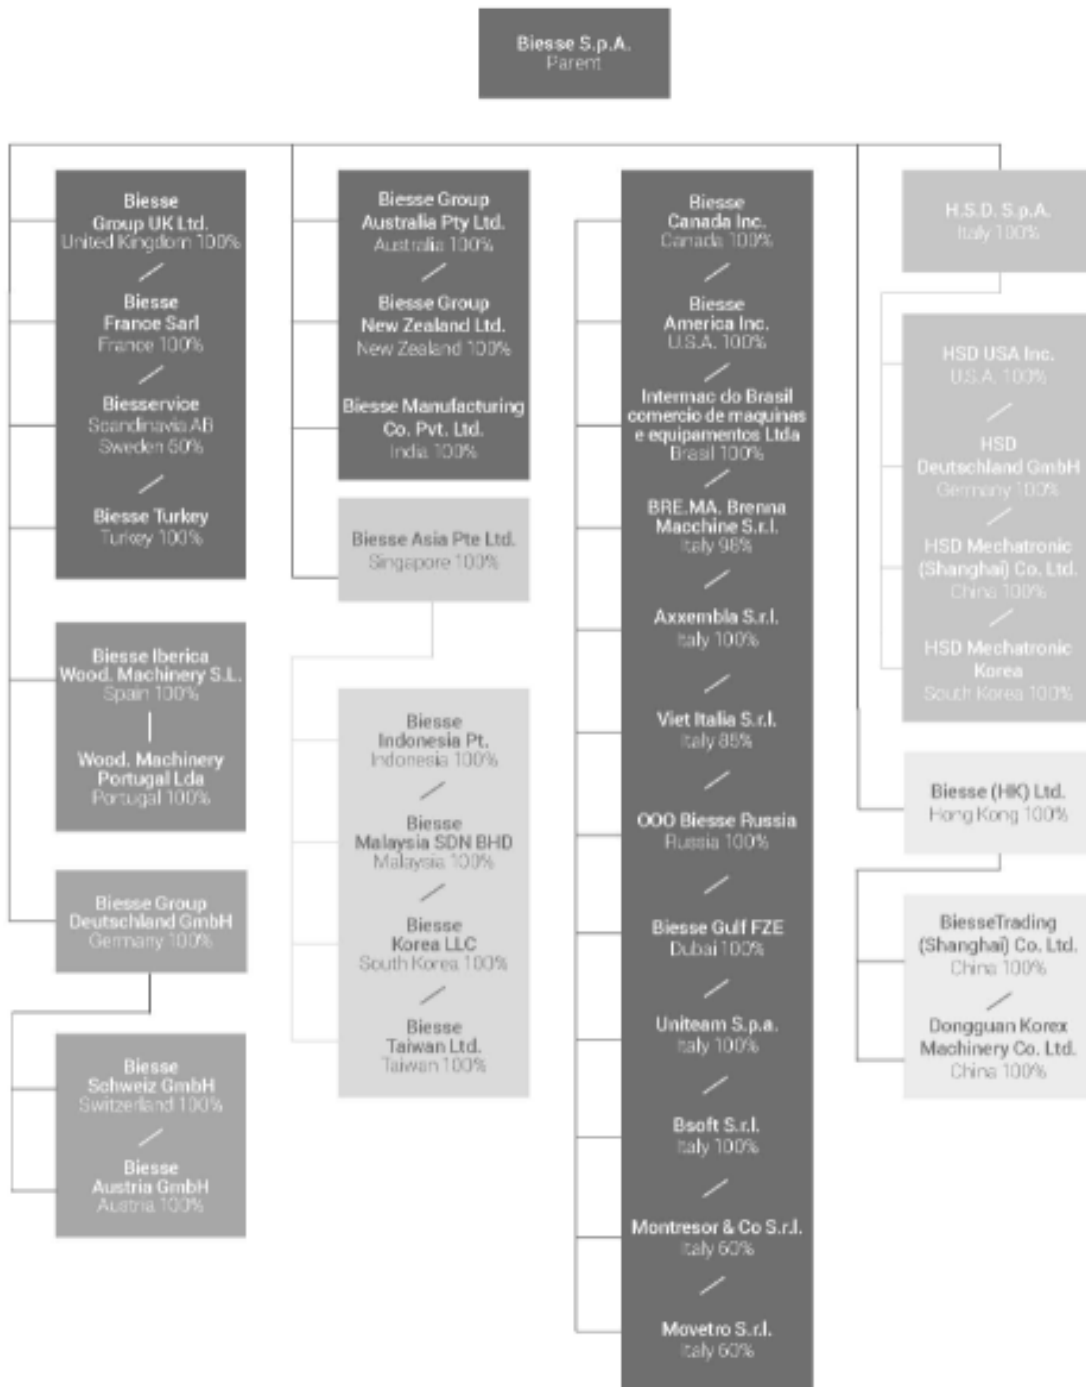 Biesse S.p.A.
Parent
Biesse
Group UK Ltd.
United Kingdom 100%
Biesse
France Sarl
France 100%
Biesservice
Scandinavia AB
Sweden 60%
Biesse Turkey
Turkey 100%
Biesse Iberica
Wood. Machinery S.L.
Spain 100%
Wood. Machinery
Portugal Lda
Portugal 100%
Biesse Group
Deutschland GmbH
Germany 100%
Biesse
Schweiz GmbH
Switzerland 100%
Biesse
Austria GmbH
Austria 100%
Biesse Group
Australia Pty Ltd.
Australia 100%
Biesse Group
New Zealand Ltd.
New Zealand 100%
Biesse Manufacturing
Co. Pvt. Ltd.
India 100%
Biesse Asia Pte Ltd.
Singapore 100%
Biesse
Indonesia Pt.
Indonesia 100%
Biesse
Malaysia SDN BHD
Malaysia 100%
Biesse
Korea LLC
South Korea 100%
Biesse
Taiwan Ltd.
Taiwan 100%
Biesse
Canada Inc.
Canada 100%
Biesse
America Inc.
U.S.A. 100%
Intermac do Brasil
comercio de maquinas
e equipamentos Ltda
Brasil 100%
BRE.MA. Brenna
Macchine S.r.l.
Italy 98%
Axxembla S.r.l.
Italy 100%
Viet Italia S.r.l.
Italy 85%
OOO Biesse Russia
Russia 100%
Biesse Gulf FZE
Dubai 100%
Uniteam S.p.a.
Italy 100%
Bsoft S.r.l.
Italy 100%
Montresor & Co S.r.l.
Italy 60%
Movetro S.r.l.
Italy 60%
H.S.D. S.p.A.
Italy 100%
HSD USA Inc.
U.S.A. 100%
HSD
Deutschland GmbH
Germany 100%
HSD Mechatronic
(Shanghai) Co. Ltd.
China 100%
HSD Mechatronic
Korea
South Korea 100%
Biesse (HK) Ltd.
Hong Kong 100%
BiesseTrading
(Shanghai) Co. Ltd.
China 100%
Dongguan Korex
Machinery Co. Ltd.
China 100%